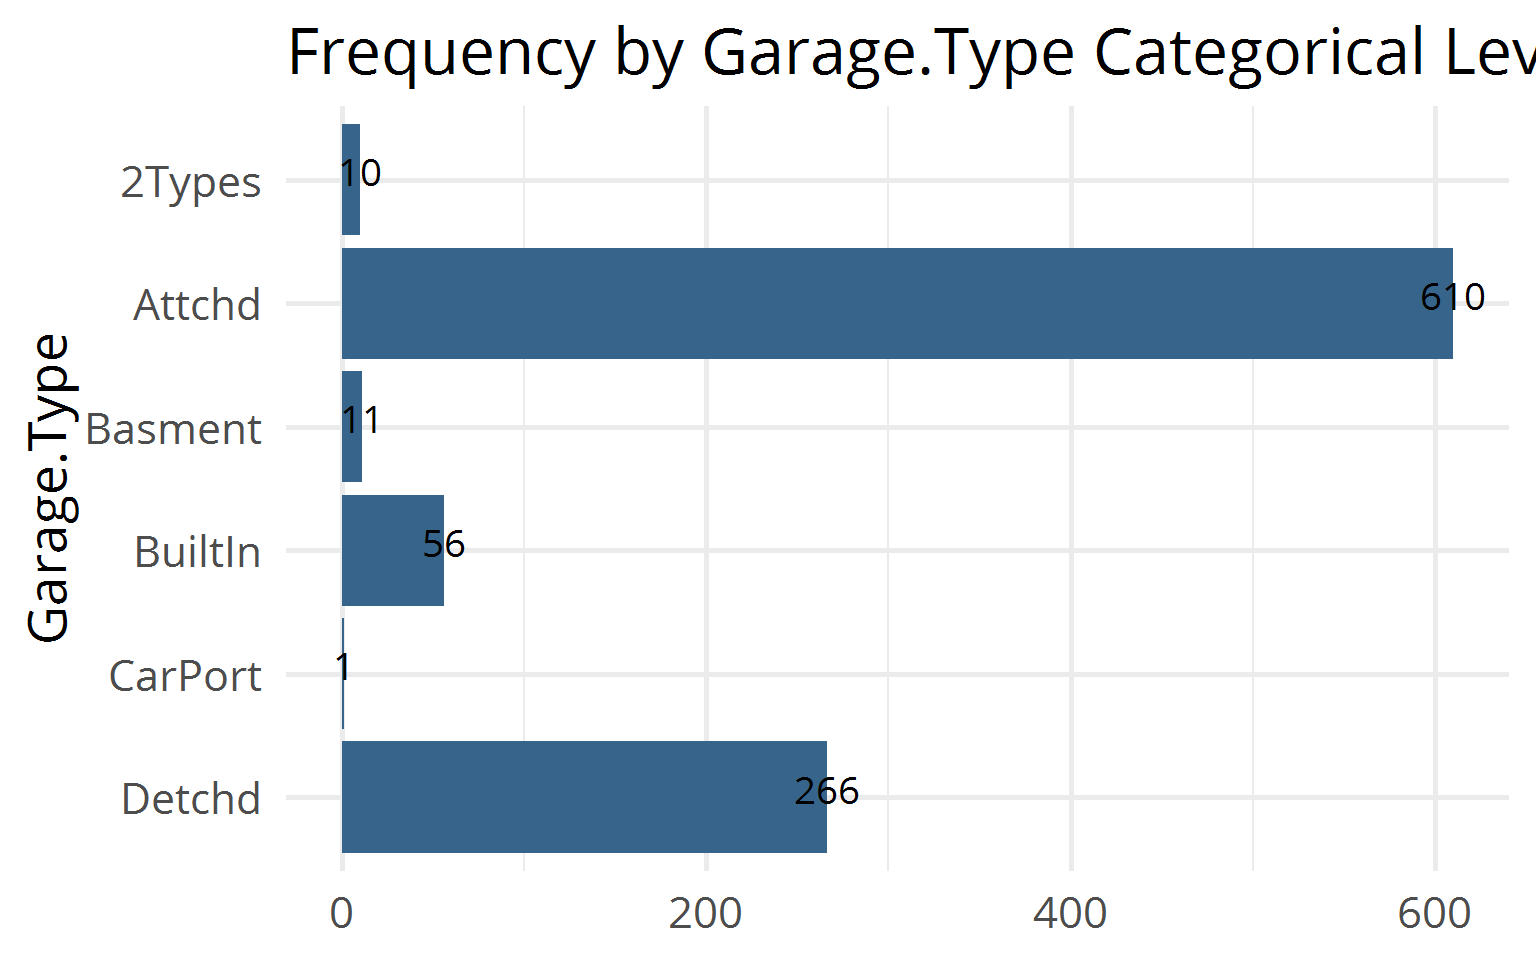 Frequency by Garage.Type Categorical Lev
Garage.Type
2Types
10
Attchd
610
Basment
11
BuiltIn
56
CarPort
1
Detchd
266
0 200 400 600